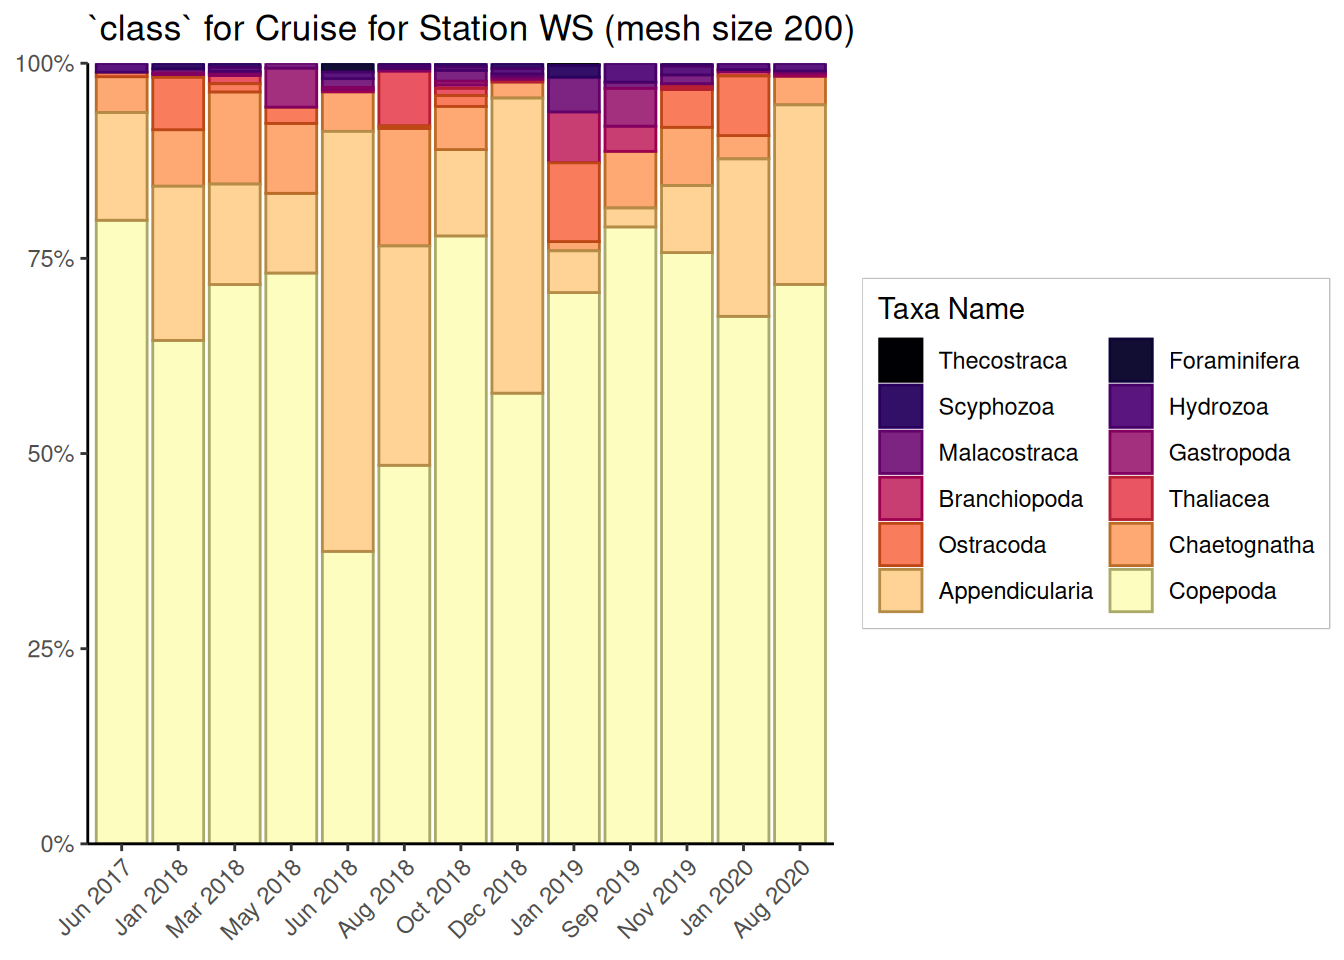 `class` for Cruise for Station WS (mesh size 200)
100%
75%
50%
25%
0%
Jun 2017
Jan 2018
Mar 2018
May 2018
Jun 2018
Aug 2018
Oct 2018
Dec 2018
Jan 2019
Sep 2019
Nov 2019
Jan 2020
Aug 2020
Taxa Name
Thecostraca Foraminifera
Scyphozoa Hydrozoa
Malacostraca Gastropoda
Branchiopoda Thaliacea
Ostracoda Chaetognatha
Appendicularia Copepoda